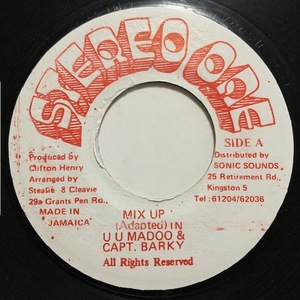 STEREO ONE
SIDE A
Produced by
Clifton Henry
Arranged by
Steelie & Cleavie
29a Grants Pen Rd.
MADE IN
JAMAICA
Distributed by
SONIC SOUNDS
25 Retirement Rd,
Kingston 5
Tel: 61204/62036
MIX UP
(Adapted) IN
U U MADOO &
CAPT. BARKY
All Rights Reserved